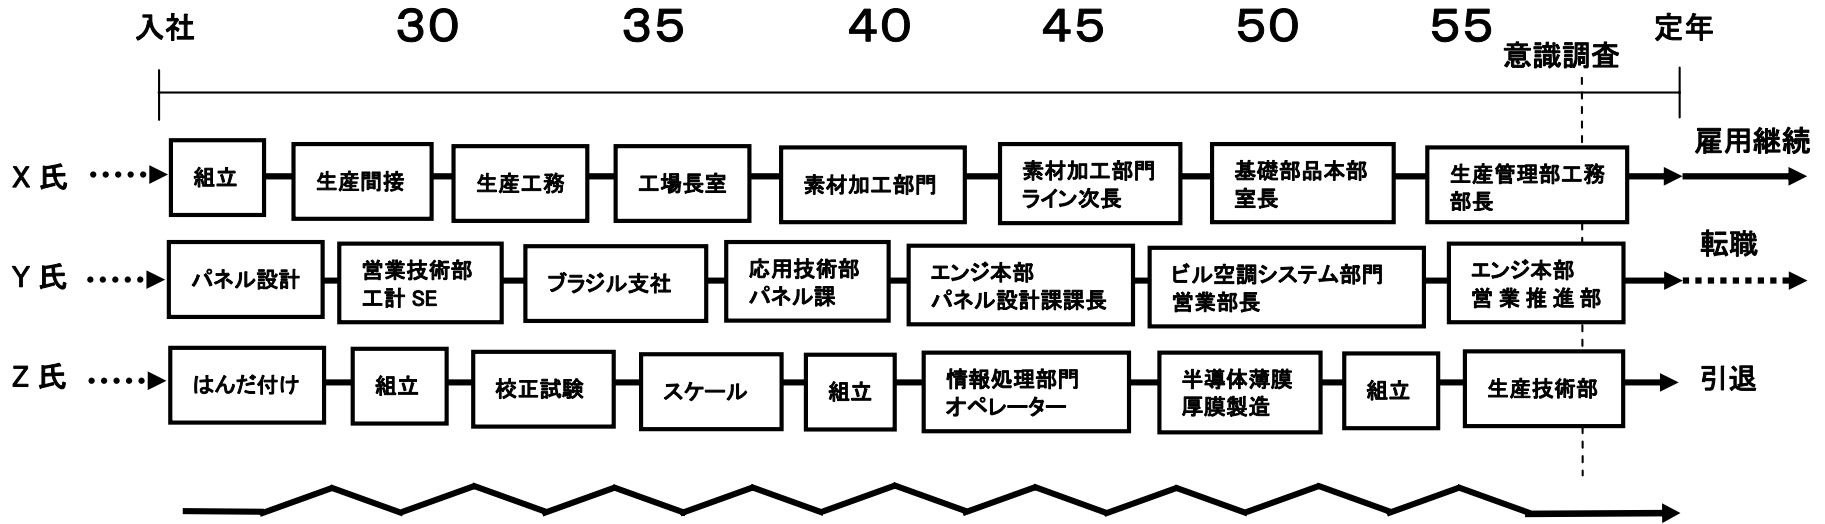 入社 30 35 40 45 50 55 定年
意識調査
X 氏
組立
生産間接
生産工務
工場長室
素材加工部門
素材加工部門
ライン次長
基礎部品本部
室長
生産管理部工務
部長
雇用継続
Y 氏
パネル設計
営業技術部
工計 SE
ブラジル支社
応用技術部
パネル課
エンジ本部
パネル設計課課長
ビル空調システム部門
営業部長
エンジ本部
営業推進部
転職
Z 氏
はんだ付け
組立
校正試験
スケール
組立
情報処理部門
オペレーター
半導体薄膜
厚膜製造
組立
生産技術部
引退